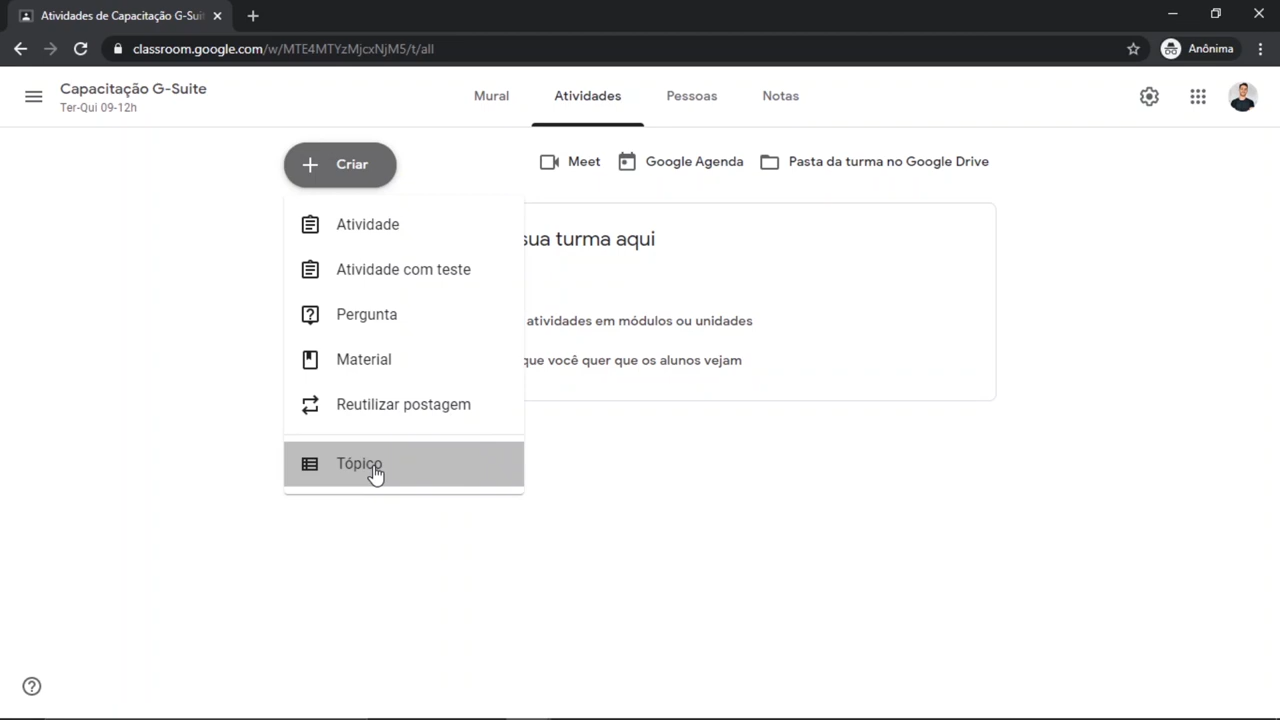 Atividades de Capacitação G-Suit
classroom.google.com/w/MTE4MTYzMjcxNjM5/t/all
Anônima
Capacitação G-Suite
Ter-Qui 09-12h
Mural
Atividades
Pessoas
Notas
Criar
Meet
Google Agenda
Pasta da turma no Google Drive
Atividade
sua turma aqui
Atividade com teste
Pergunta
atividades em módulos ou unidades
Material
que você quer que os alunos vejam
Reutilizar postagem
Tópico